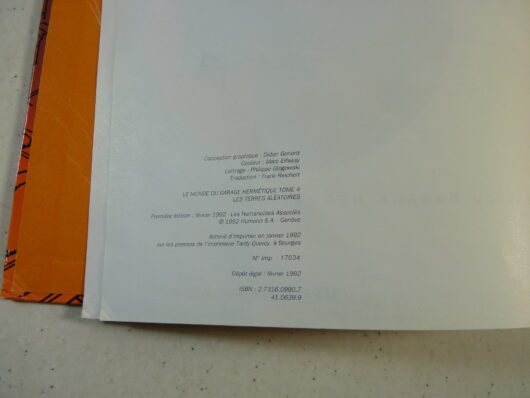 Conception graphique : Didier Gonord
Couleur : Marc Effessy
Lettrage : Philippe Glogowski
Traduction : Frank Reichert
LE MONDE DU GARAGE HERMÉTIQUE TOME 4
LES TERRES ALÉATOIRES
Première édition : février 1992 - Les Humanoïdes Associés
© 1992 Humano S.A. - Genève
Achevé d'imprimer en janvier 1992
sur les presses de l'imprimerie Tardy Quercy, à Bourges
N° Imp. : 17034
Dépôt légal : février 1992
ISBN : 2.7316.0990.7
41.0639.9